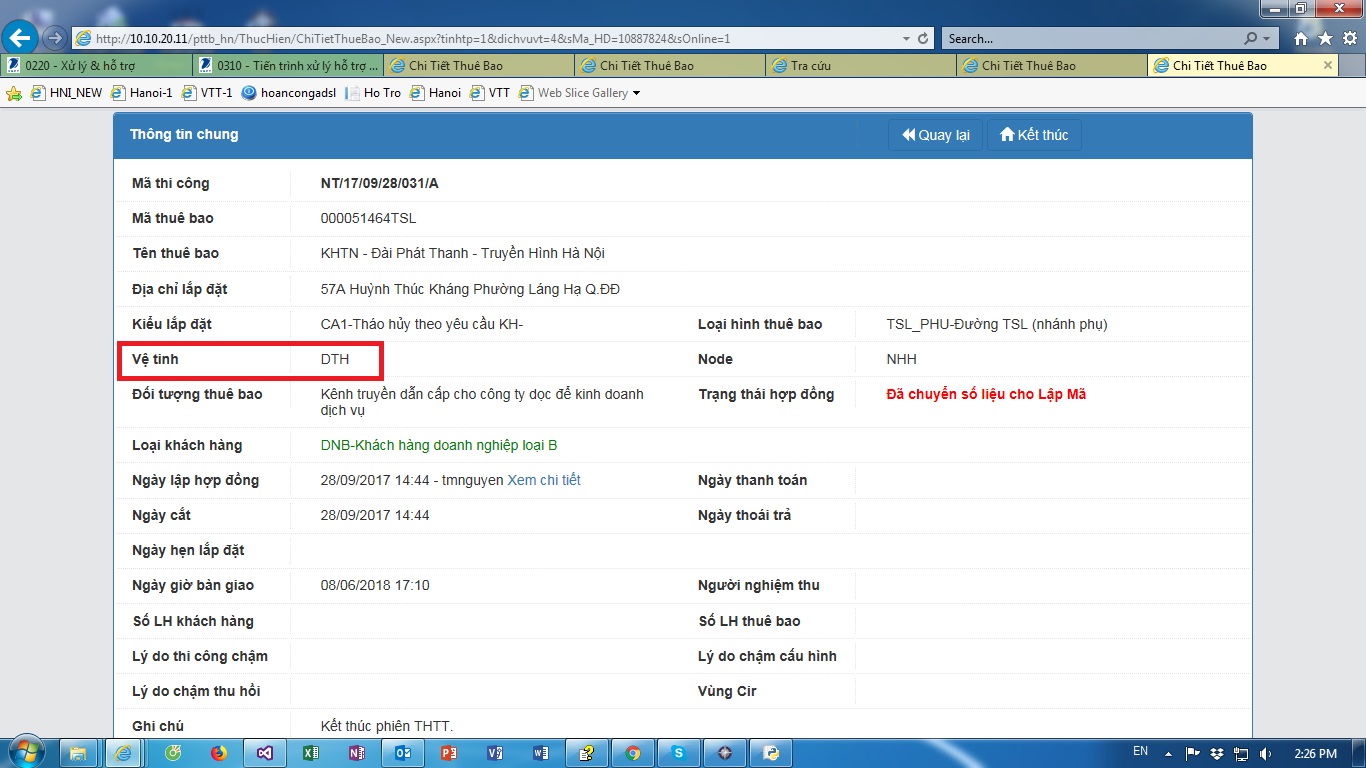 http://10.10.20.11/pttb_hn/ThucHien/ChiTietThueBao_New.aspx?tinhtp=1&dichvuvt=4&sMa_HD=10887824&sOnline=1
Search...
0220 - Xử lý & hỗ trợ
0310 - Tiến trình xử lý hỗ trợ ...
Chi Tiết Thuê Bao
Chi Tiết Thuê Bao
Tra cứu
Chi Tiết Thuê Bao
Chi Tiết Thuê Bao
HNI_NEW
Hanoi-1
VTT-1
hoancongadsl
Ho Tro
Hanoi
VTT
Web Slice Gallery
Thông tin chung
Quay lại
Kết thúc
Mã thi công NT/17/09/28/031/A
Mã thuê bao 000051464TSL
Tên thuê bao KHTN - Đài Phát Thanh - Truyền Hình Hà Nội
Địa chỉ lắp đặt 57A Huỳnh Thúc Kháng Phường Láng Hạ Q.ĐĐ
Kiểu lắp đặt CA1-Tháo hủy theo yêu cầu KH- Loại hình thuê bao TSL_PHU-Đường TSL (nhánh phụ)
Vệ tinh DTH Node NHH
Đối tượng thuê bao Kênh truyền dẫn cấp cho công ty dọc để kinh doanh Trạng thái hợp đồng Đã chuyển số liệu cho Lập Mã
dịch vụ
Loại khách hàng DNB-Khách hàng doanh nghiệp loại B
Ngày lập hợp đồng 28/09/2017 14:44 - tmnguyen Xem chi tiết Ngày thanh toán
Ngày cắt 28/09/2017 14:44 Ngày thoái trả
Ngày hẹn lắp đặt
Ngày giờ bàn giao 08/06/2018 17:10 Người nghiệm thu
Số LH khách hàng Số LH thuê bao
Lý do thi công chậm Lý do chậm cấu hình
Lý do chậm thu hồi Vùng Cir
Ghi chú Kết thúc phiên THTT.
EN
2:26 PM